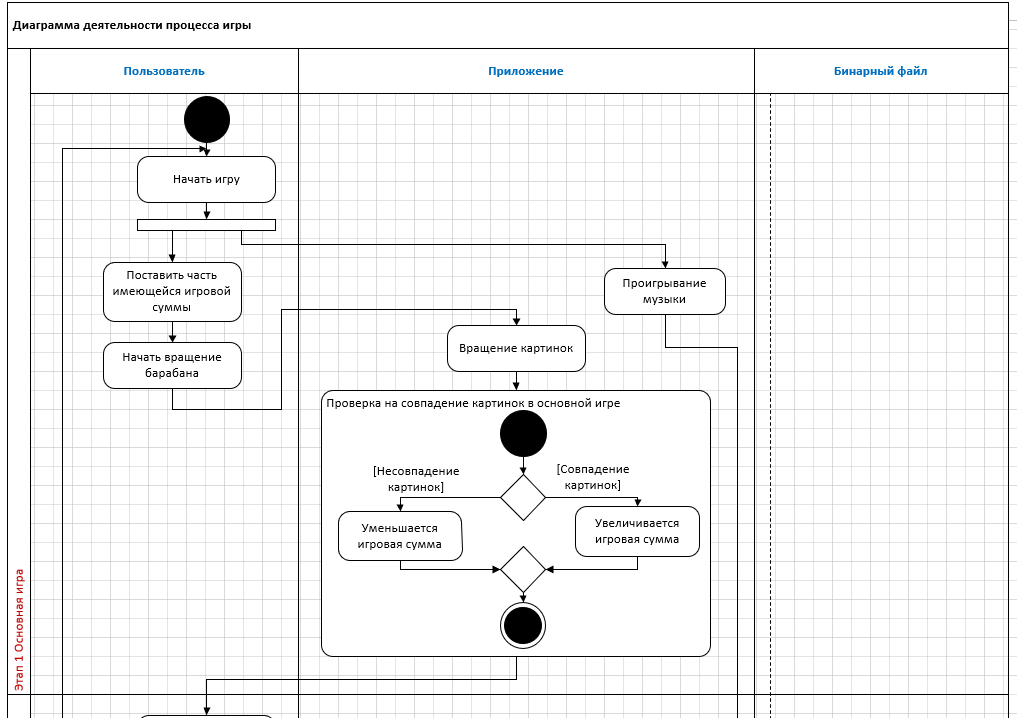 Диаграмма деятельности процесса игры
Пользователь
Приложение
Бинарный файл
Начать игру
Поставить часть
имеющейся игровой
суммы
Проигрывание
музыки
Начать вращение
барабана
Вращение картинок
Проверка на совпадение картинок в основной игре
[Несовпадение
картинок]
[Совпадение
картинок]
Уменьшается
игровая сумма
Увеличивается
игровая сумма
Этап 1 Основная игра